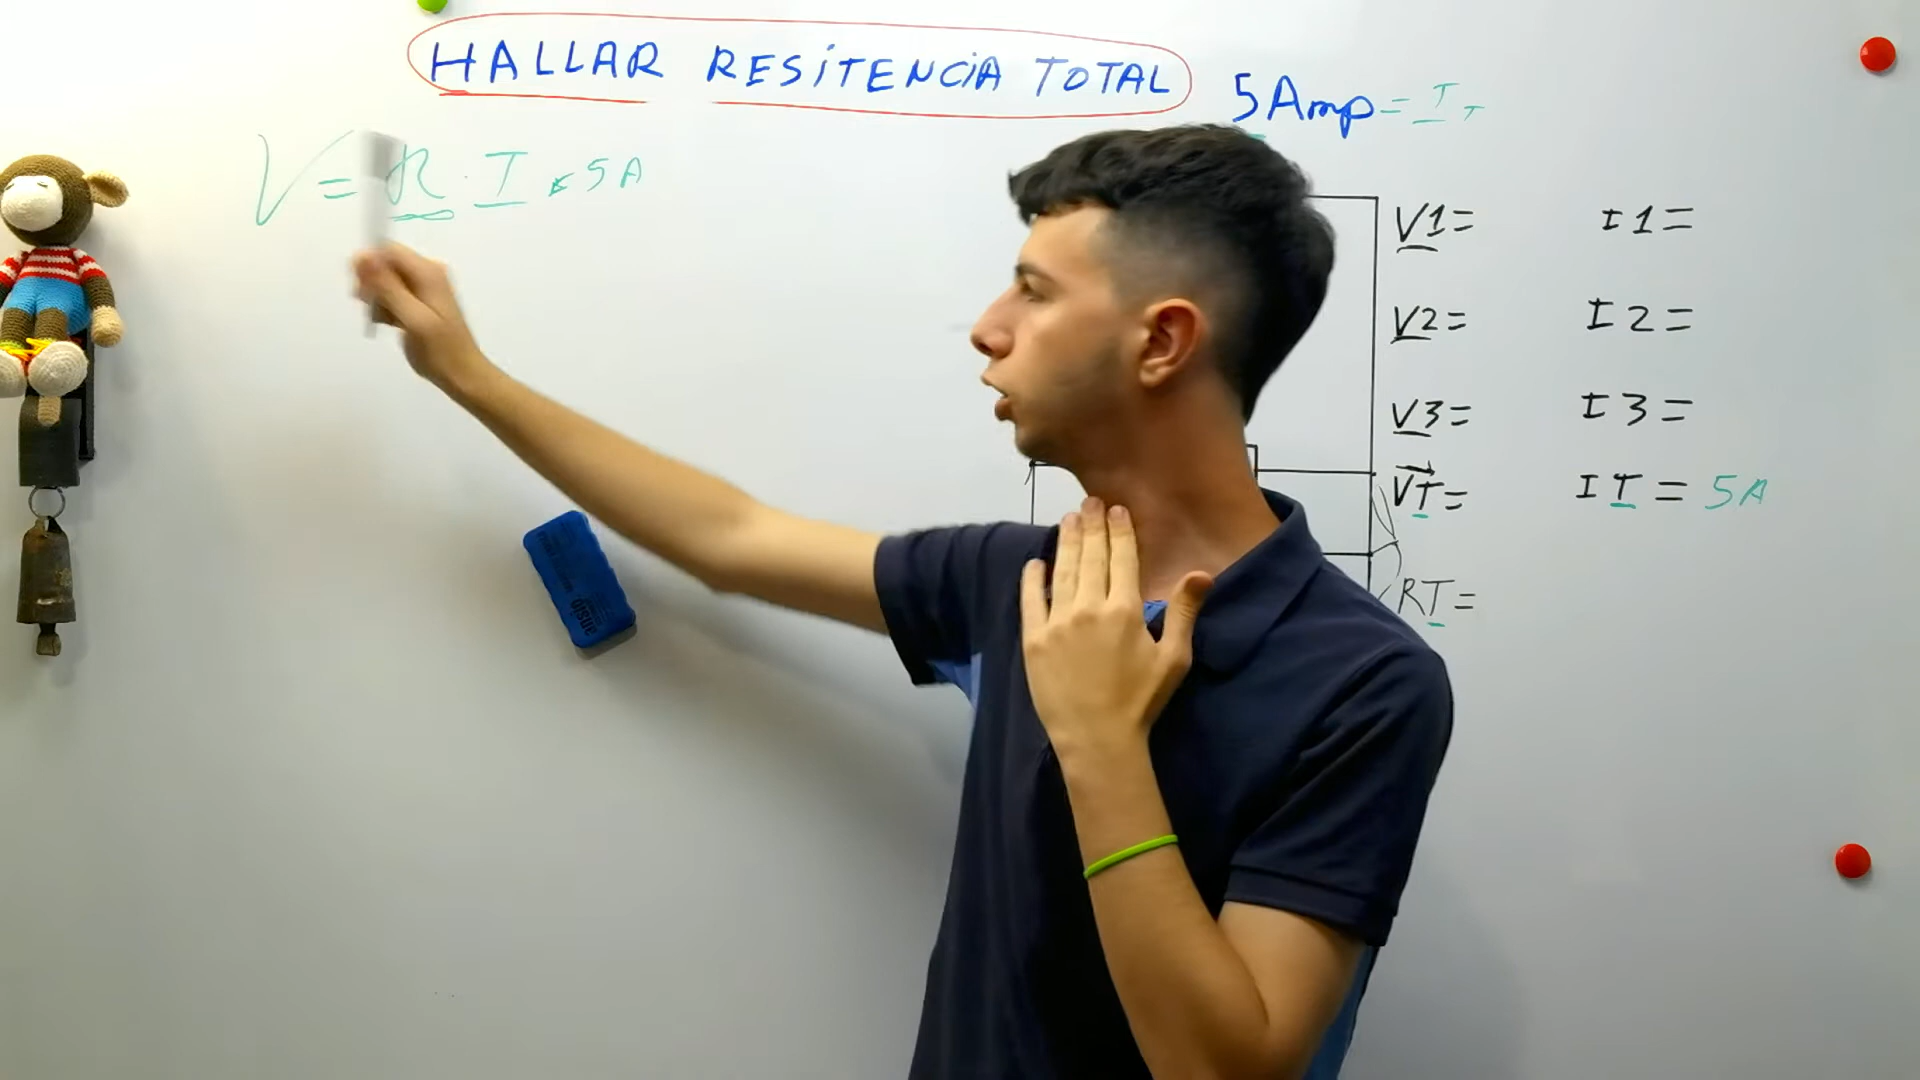 HALLAR RESITENCIA TOTAL
5Amp = IT
V = R . I 5A
V1= I1=
V2= I2=
V3= I3=
VT= IT = 5A
RT=